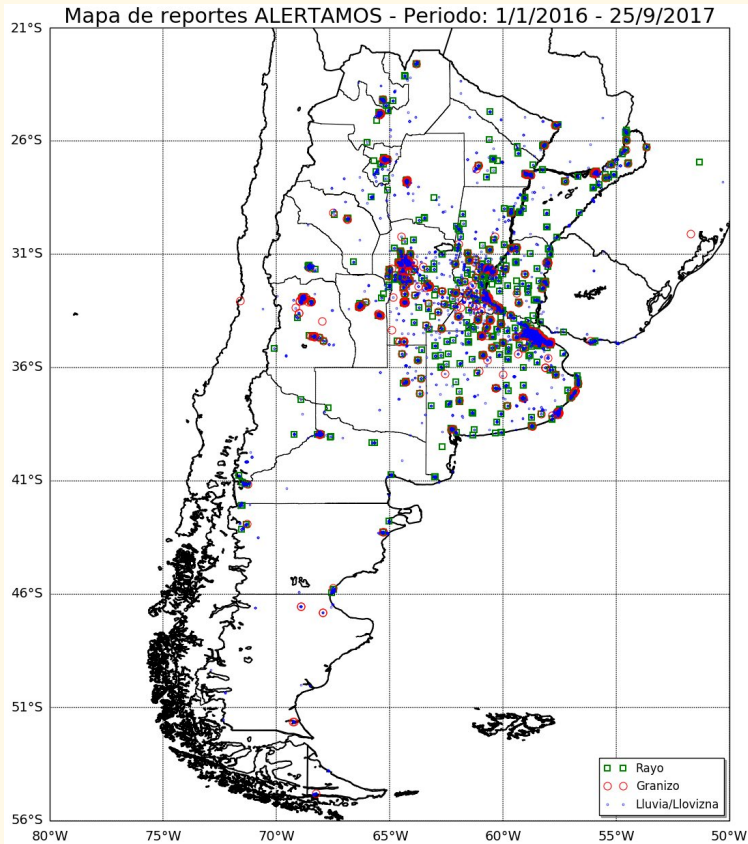 Mapa de reportes ALERTAMOS - Periodo: 1/1/2016 - 25/9/2017
21°S
26°S
31°S
36°S
41°S
46°S
51°S
56°S
Rayo
Granizo
Lluvia/Llovizna
80°W 75°W 70°W 65°W 60°W 55°W 50°W